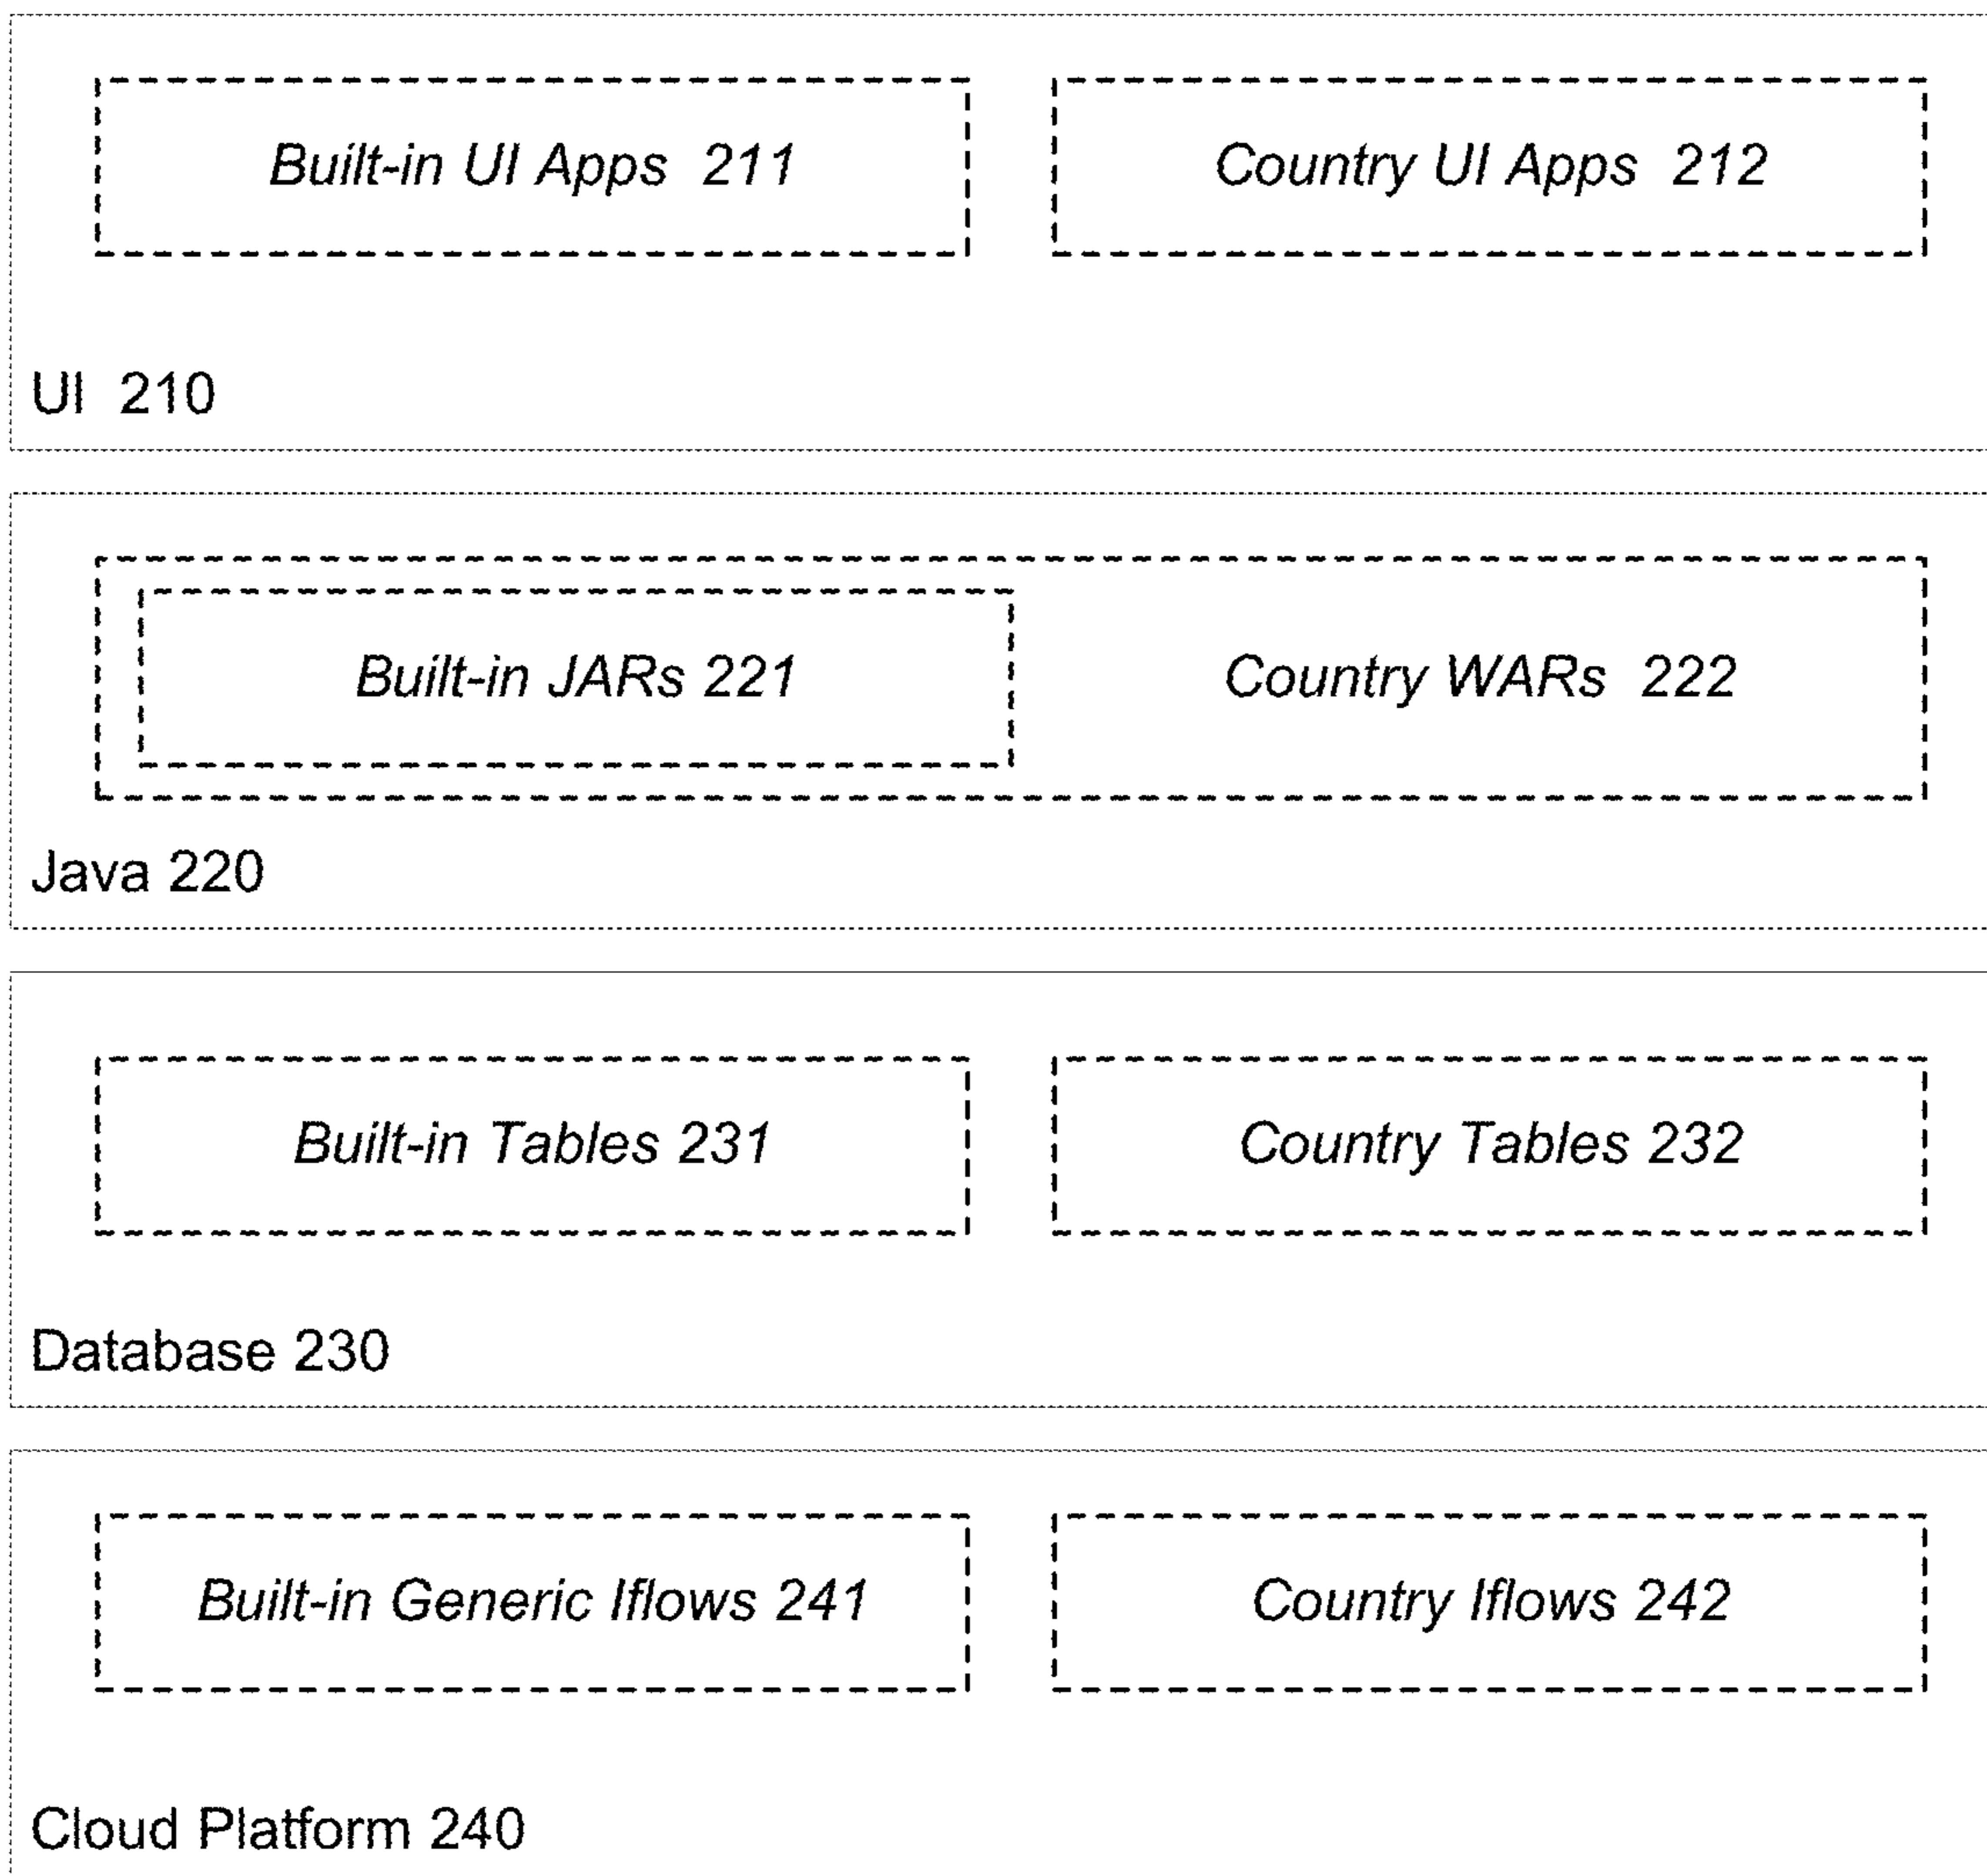 Built-in UI Apps 211
Country UI Apps 212
UI 210
Built-in JARs 221
Country WARs 222
Java 220
Built-in Tables 231
Country Tables 232
Database 230
Built-in Generic Iflows 241
Country Iflows 242
Cloud Platform 240